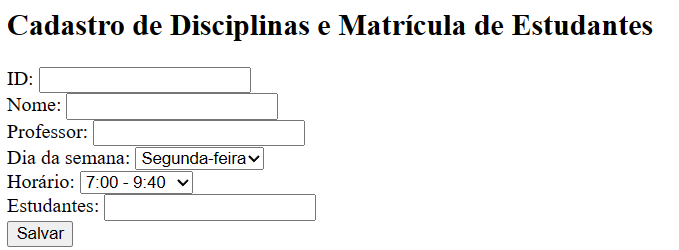 Cadastro de Disciplinas e Matrícula de Estudantes
ID:
Nome:
Professor:
Dia da semana: Segunda-feira
Horário: 7:00 - 9:40
Estudantes:
Salvar